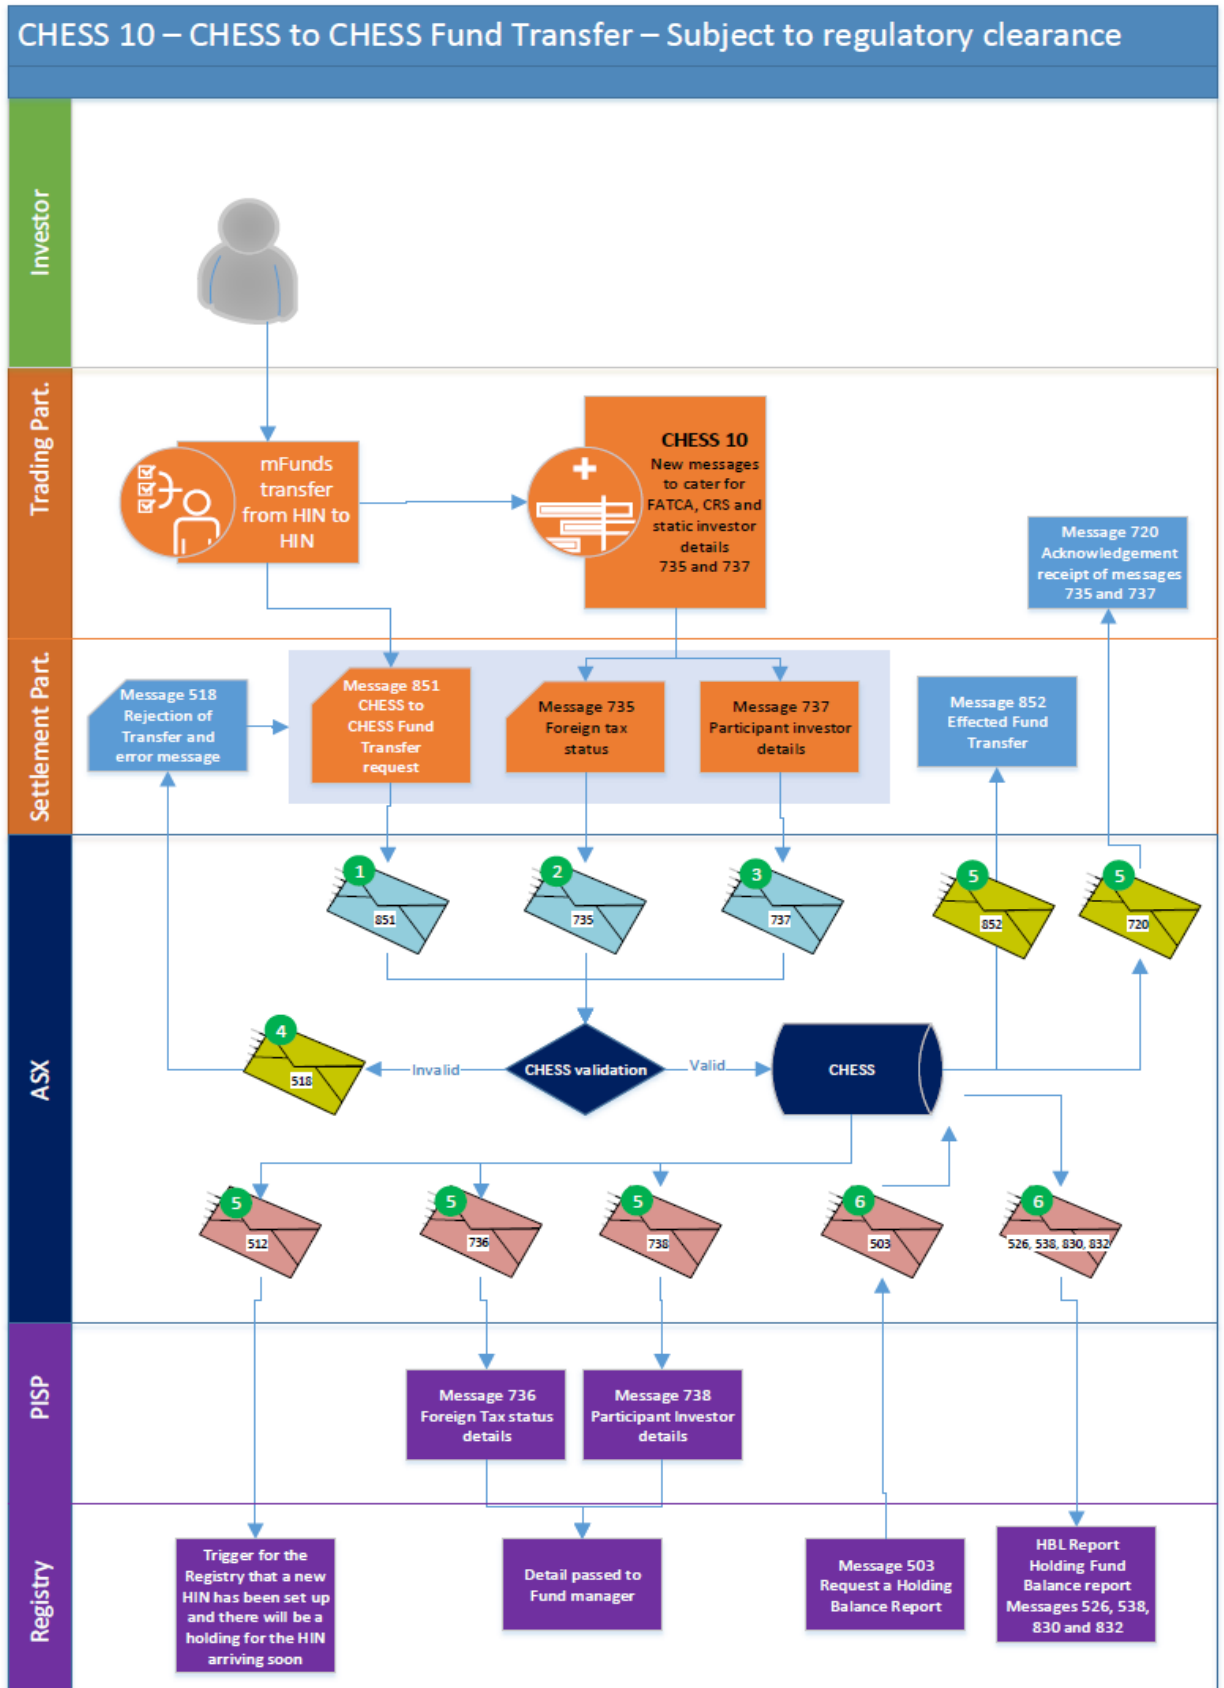 CHESS 10 – CHESS to CHESS Fund Transfer – Subject to regulatory clearance
Investor
Trading Part.
mFunds
transfer
from HIN to
HIN
CHESS 10
New messages
to cater for
FATCA, CRS and
static investor
details
735 and 737
Message 720
Acknowledgement
receipt of messages
735 and 737
Settlement Part.
Message 518
Rejection of
Transfer and
error message
Message 851
CHESS to
CHESS Fund
Transfer
request
Message 735
Foreign tax
status
Message 737
Participant investor
details
Message 852
Effected Fund
Transfer
ASX
1
851
2
735
3
737
5
852
5
720
4
518
Invalid
CHESS validation
Valid
CHESS
5
512
5
736
5
738
6
503
6
526, 538, 830, 832
PISP
Message 736
Foreign Tax status
details
Message 738
Participant Investor
details
Registry
Trigger for the
Registry that a new
HIN has been set up
and there will be a
holding for the HIN
arriving soon
Detail passed to
Fund manager
Message 503
Request a Holding
Balance Report
HBL Report
Holding Fund
Balance report
Messages 526, 538,
830 and 832